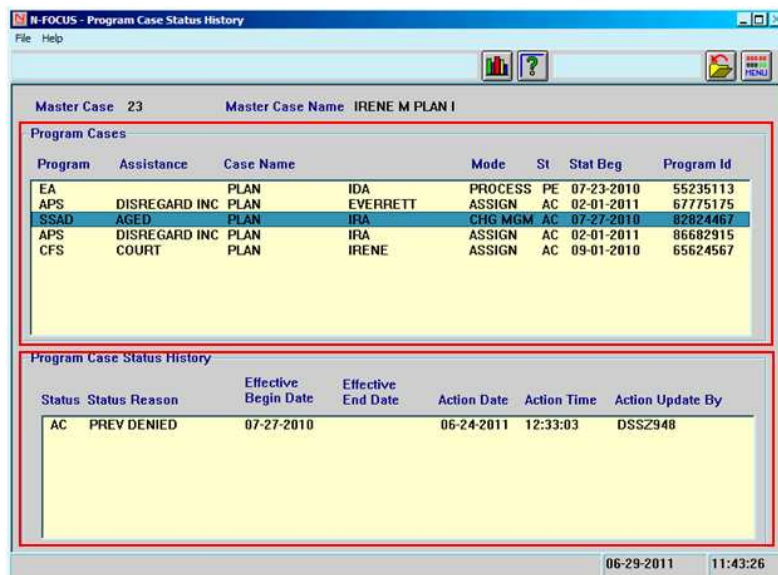 N-FOCUS - Program Case Status History
File Help
MENU
Master Case 23 Master Case Name IRENE M PLAN I
Program Cases
Program Assistance Case Name Mode St Stat Beg Program Id
EA PLAN IDA PROCESS PE 07-23-2010 55235113
APS DISREGARD INC PLAN EVERRETT ASSIGN AC 02-01-2011 67775175
SSAD AGED PLAN IRA CHG MGM AC 07-27-2010 82824467
APS DISREGARD INC PLAN IRA ASSIGN AC 02-01-2011 86682915
CFS COURT PLAN IRENE ASSIGN AC 09-01-2010 65624567
Program Case Status History
Status Status Reason Effective Begin Date Effective End Date Action Date Action Time Action Update By
AC PREV DENIED 07-27-2010 06-24-2011 12:33:03 DSSZ948
06-29-2011 11:43:26